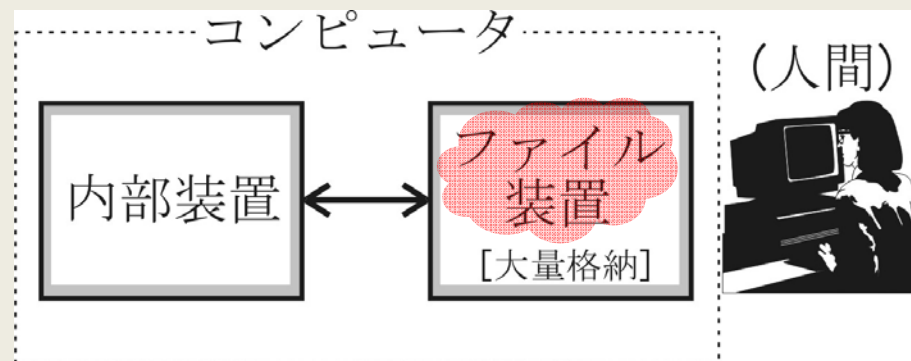 コンピュータ
(人間)
内部装置
ファイル
装置
[大量格納]